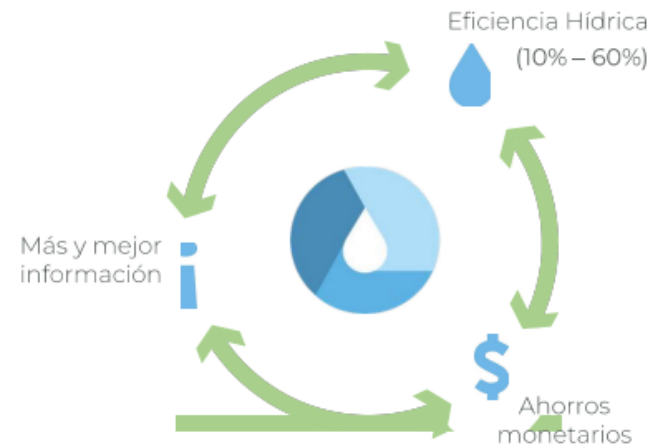 Eficiencia Hídrica
(10% – 60%)
Más y mejor
información
i
$
Ahorros
monetarios